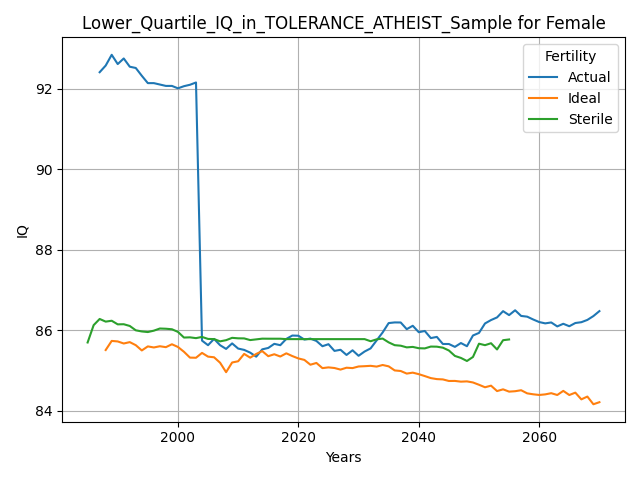 Lower_Quartile_IQ_in_TOLERANCE_ATHEIST_Sample for Female
Fertility
Actual
Ideal
Sterile
IQ
92
90
88
86
84
2000
2020
2040
2060
Years